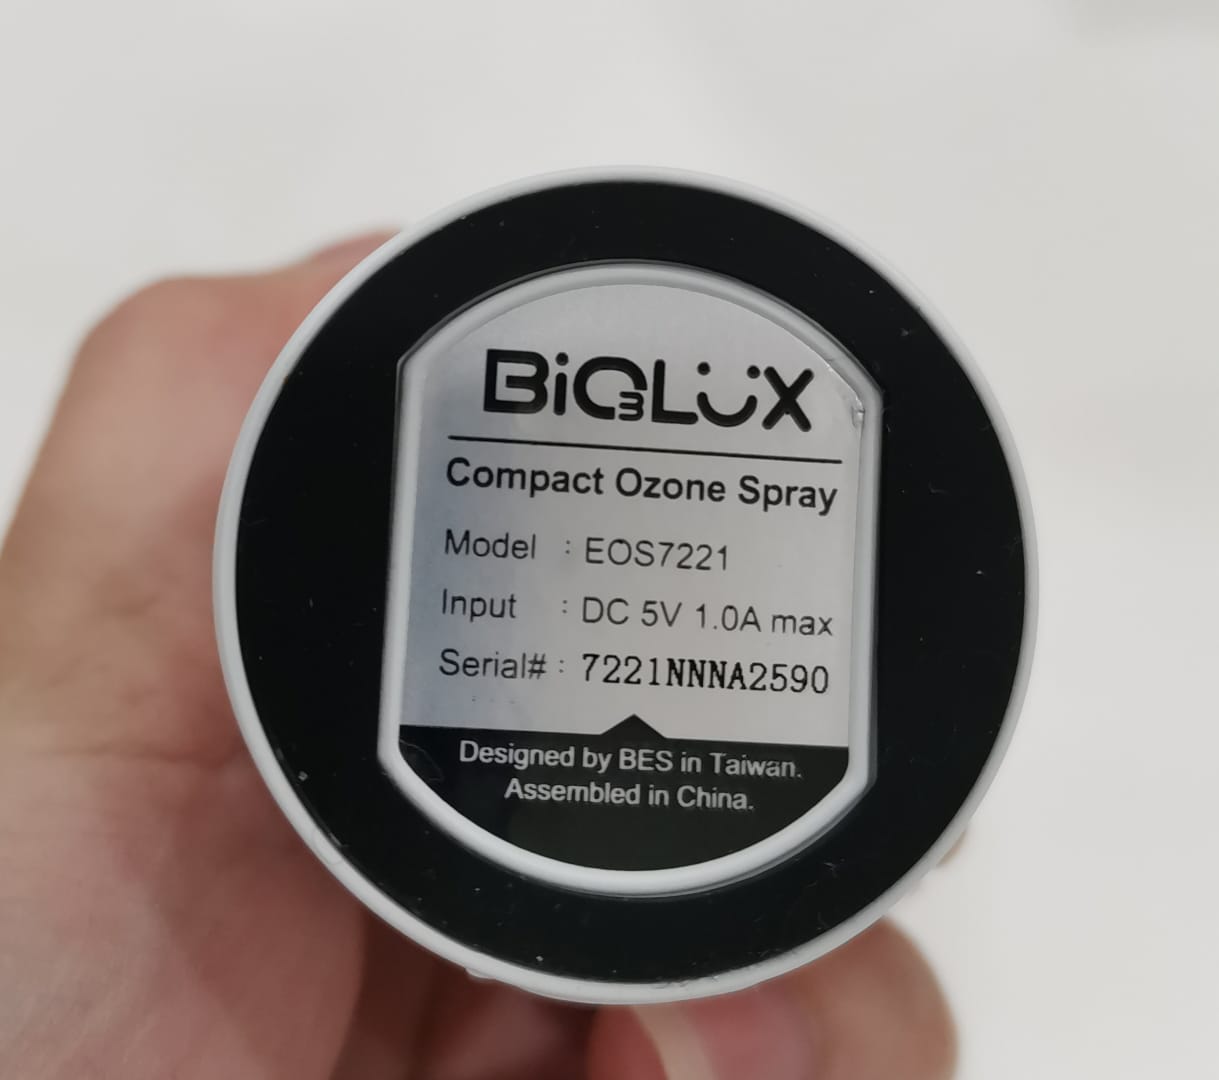 BiO3LUX
Compact Ozone Spray
Model : EOS7221
Input : DC 5V 1.0A max
Serial# : 7221NNNA2590
Designed by BES in Taiwan.
Assembled in China.